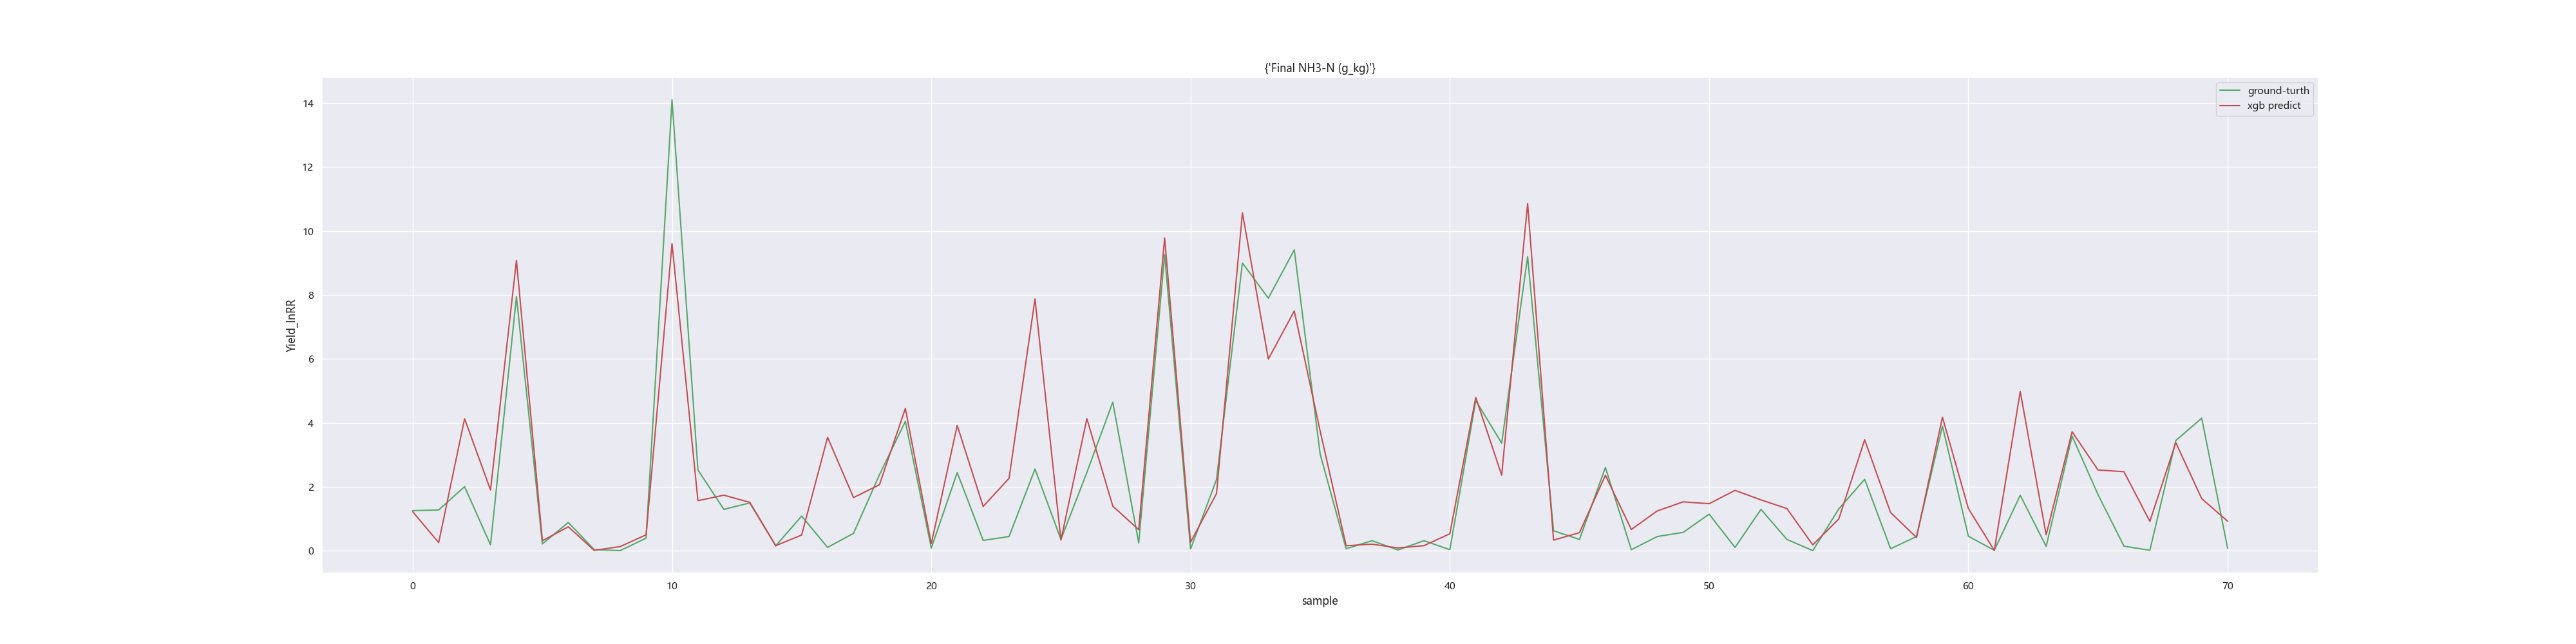 {'Final NH3-N (g_kg)'}
ground-turth
xgb predict
Yield_lnRR
14
12
10
8
6
4
2
0
0 10 20 30 40 50 60 70
sample